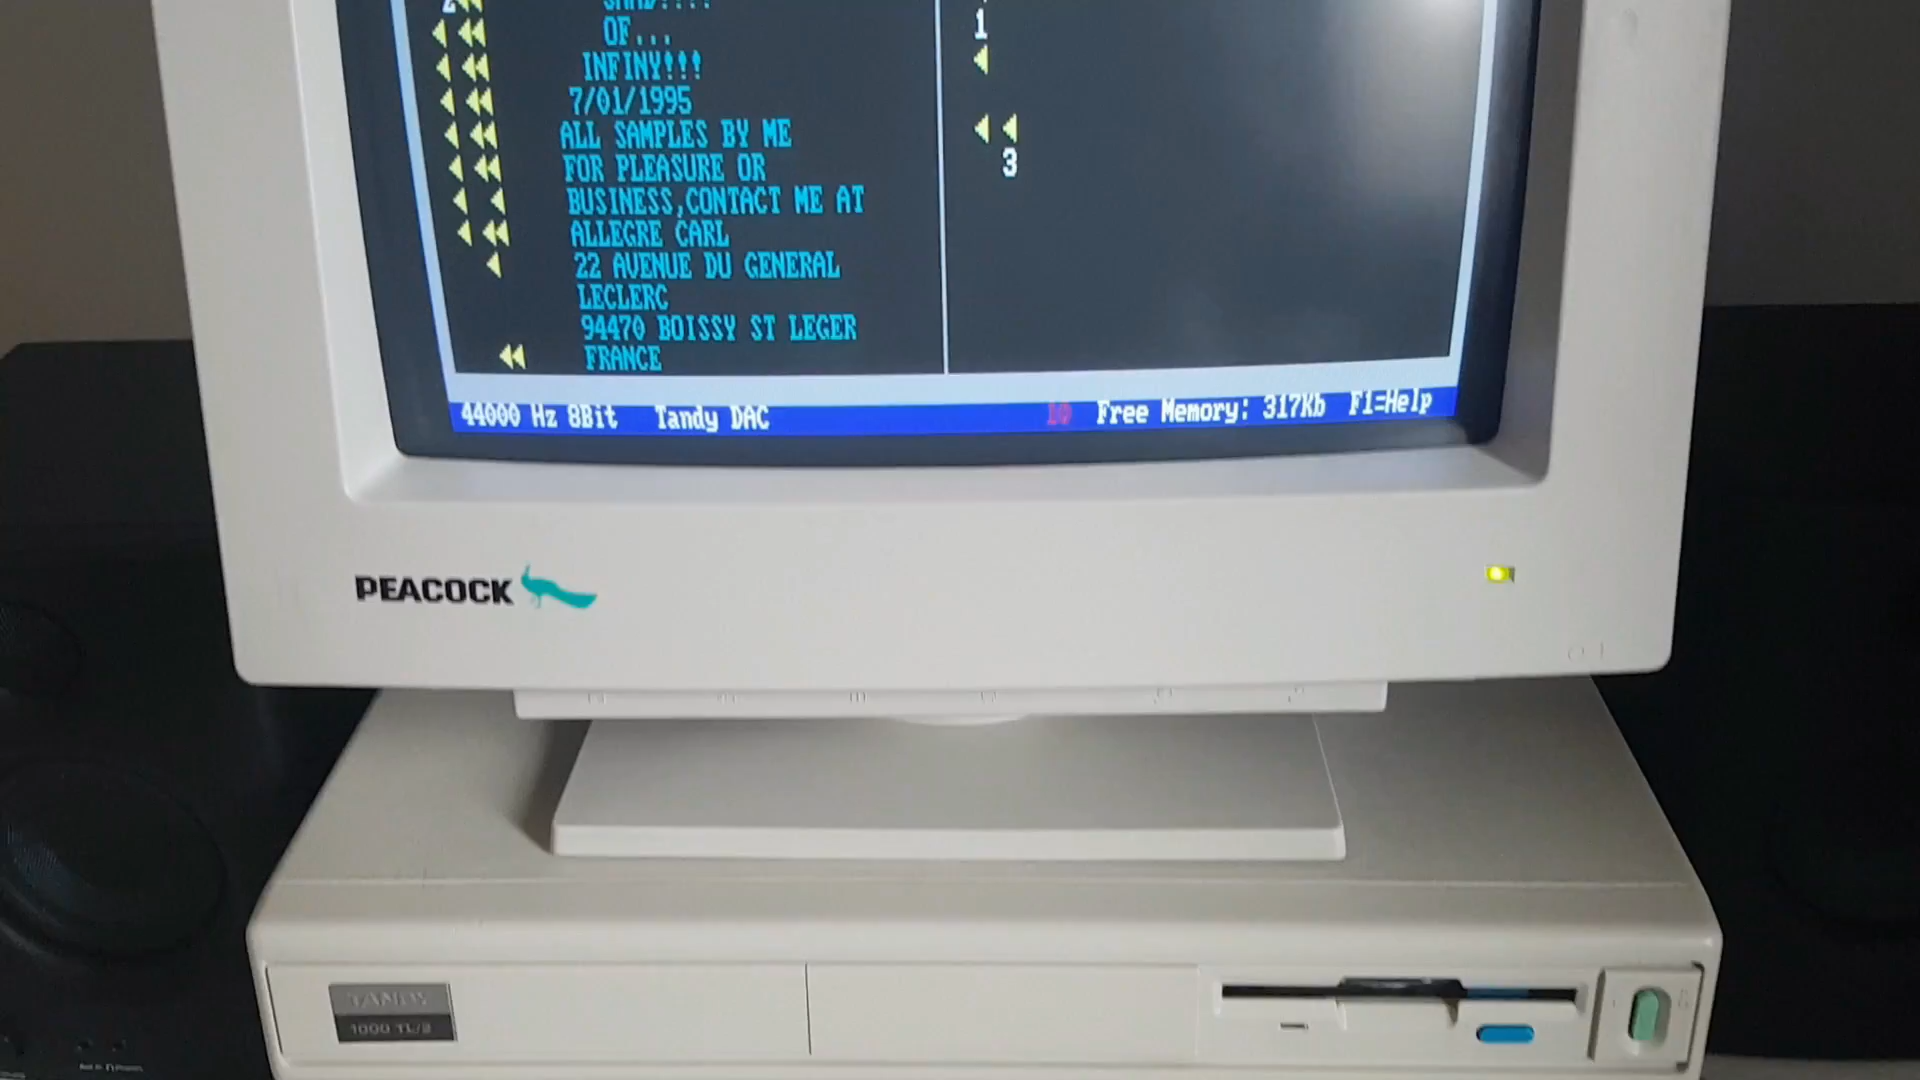 OF...
1
INFINY!!!
7/01/1995
ALL SAMPLES BY ME
FOR PLEASURE OR
3
BUSINESS,CONTACT ME AT
ALLEGRE CARL
22 AVENUE DU GENERAL
LECLERC
94470 BOISSY ST LEGER
FRANCE
44000 Hz 8Bit Tandy DAC 10 Free Memory: 317Kb F1=Help
PEACOCK
TANDY
1000 TL/2